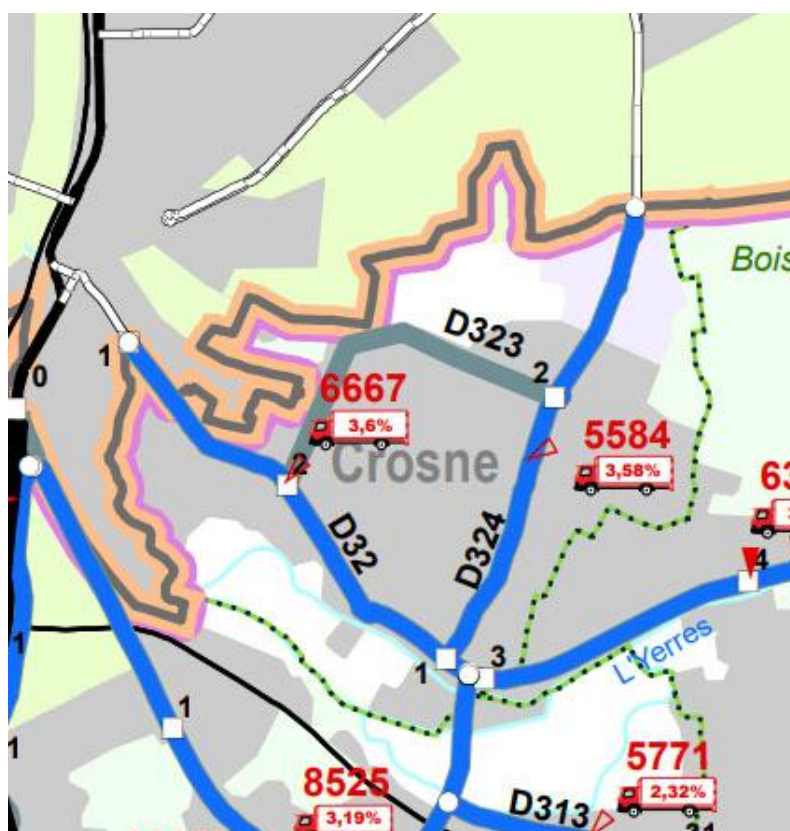 Bois
D323
1
0
2
6667
3,6%
5584
3,58%
2
Crosne
63
D32
D324
4
3
1
L'Yerres
1
1
1
5771
2,32%
8525
3,19%
D313